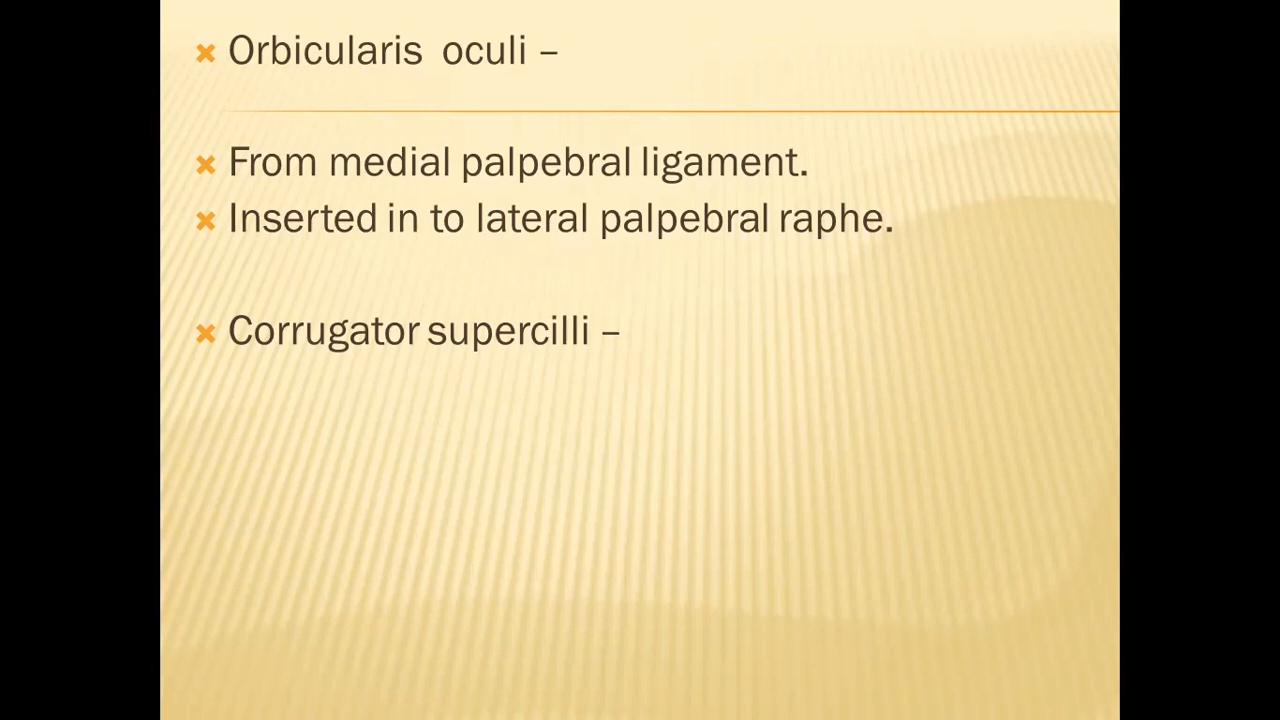 Orbicularis oculi –
From medial palpebral ligament.
Inserted in to lateral palpebral raphe.
Corrugator supercilli –